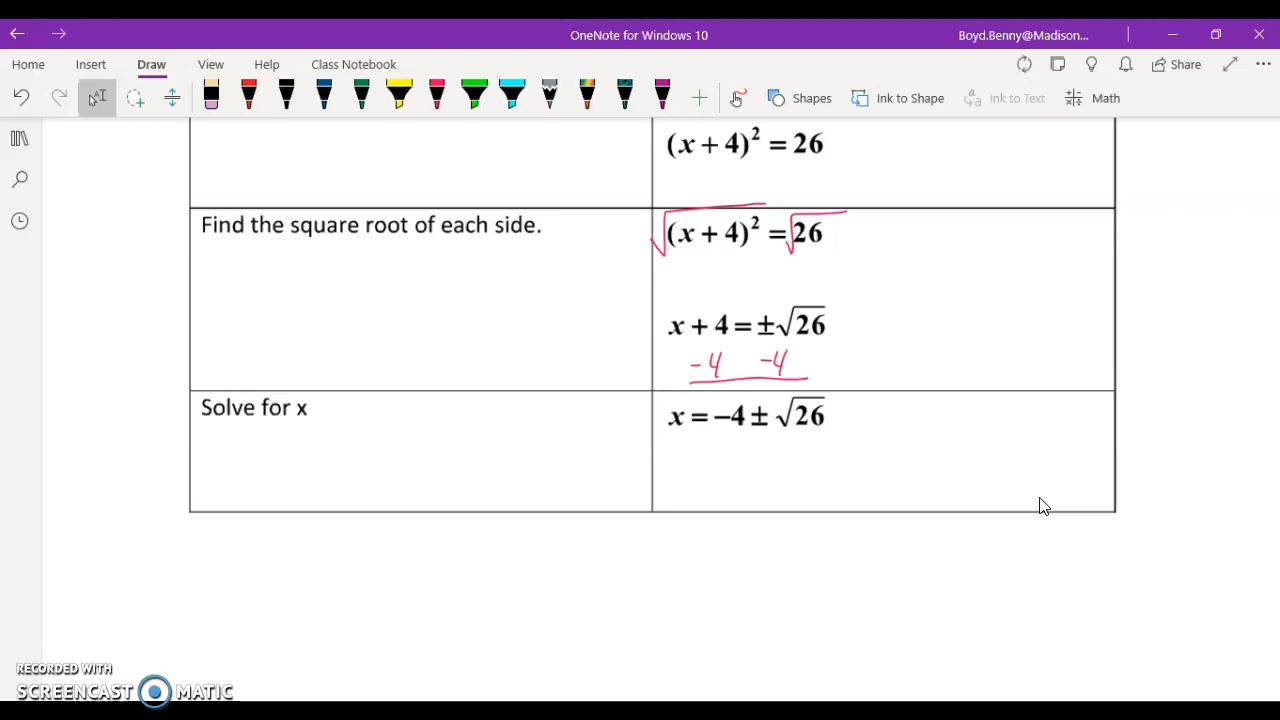 OneNote for Windows 10
Boyd.Benny@Madison...
Home Insert Draw View Help Class Notebook Share
Shapes Ink to Shape Ink to Text Math
(x + 4)² = 26
Find the square root of each side.
√(x + 4)² = √26
x + 4 = ±√26
-4 -4
Solve for x
x = −4 ± √26
RECORDED WITH
SCREENCAST MATIC